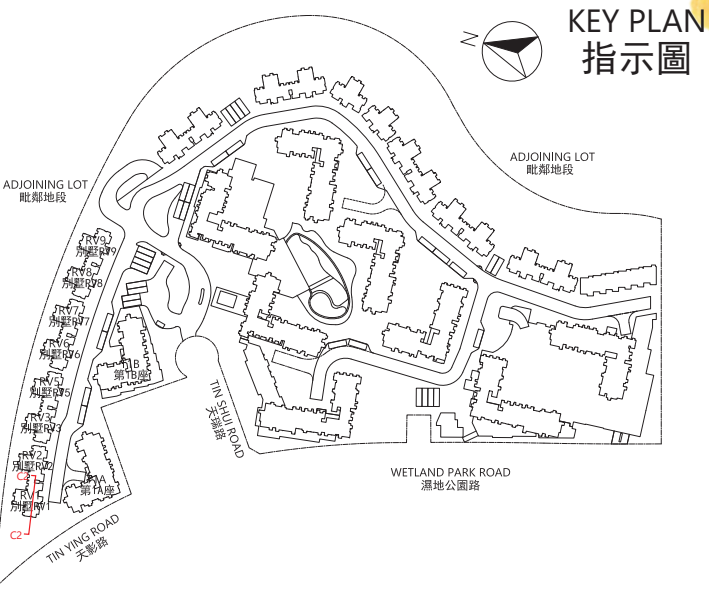 KEY PLAN
指示圖
N
ADJOINING LOT
毗鄰地段
ADJOINING LOT
毗鄰地段
RV9
別墅RV9
RV8
別墅RV8
RV7
別墅RV7
RV6
別墅RV6
RV5
別墅RV5
RV3
別墅RV3
RV2
別墅RV2
C2
RV1
別墅RV1
C2
T1B
第1B座
T1A
第1A座
TIN SHUI ROAD
天瑞路
WETLAND PARK ROAD
濕地公園路
TIN YING ROAD
天影路